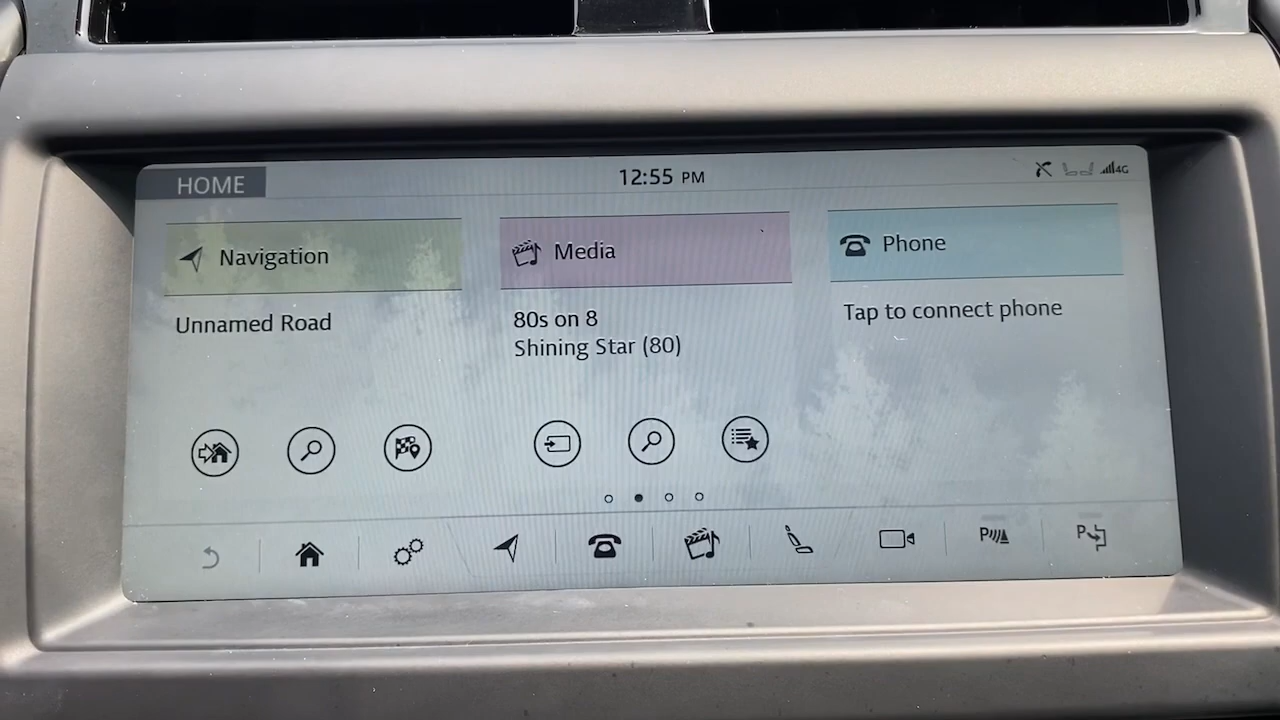 HOME
12:55 PM
4G
Navigation
Media
Phone
Unnamed Road
80s on 8
Shining Star (80)
Tap to connect phone
P
P